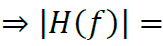 ⇒ |H(f)| =